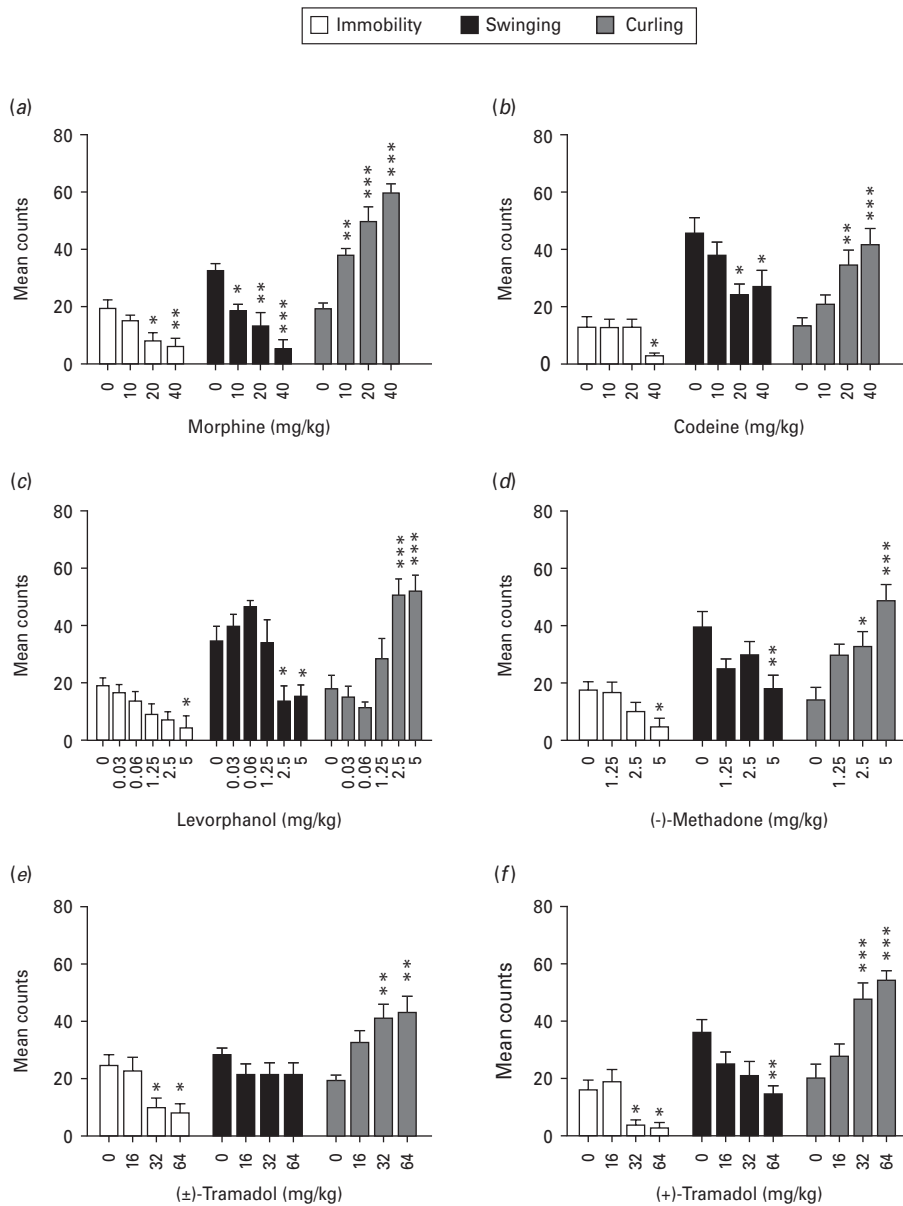 Immobility Swinging Curling
(a)
80
60
40
20
0
Mean counts
* ** * ** *** ** *** ***
0 10 20 40 0 10 20 40 0 10 20 40
Morphine (mg/kg)
(b)
80
60
40
20
0
Mean counts
* * * ** ***
0 10 20 40 0 10 20 40 0 10 20 40
Codeine (mg/kg)
(c)
80
60
40
20
0
Mean counts
* * * *** ***
0 0.03 0.06 1.25 2.5 5 0 0.03 0.06 1.25 2.5 5 0 0.03 0.06 1.25 2.5 5
Levorphanol (mg/kg)
(d)
80
60
40
20
0
Mean counts
* ** * ***
0 1.25 2.5 5 0 1.25 2.5 5 0 1.25 2.5 5
(-)-Methadone (mg/kg)
(e)
80
60
40
20
0
Mean counts
* * ** **
0 16 32 64 0 16 32 64 0 16 32 64
(±)-Tramadol (mg/kg)
(f)
80
60
40
20
0
Mean counts
* * ** *** ***
0 16 32 64 0 16 32 64 0 16 32 64
(+)-Tramadol (mg/kg)